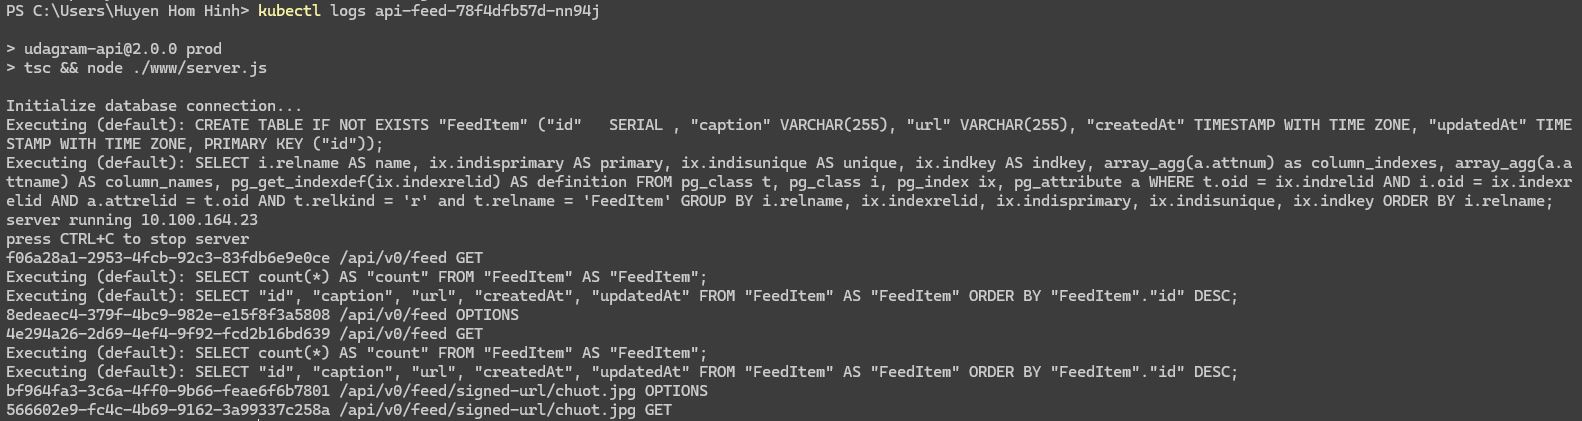 PS C:\Users\Huyen Hom Hinh> kubectl logs api-feed-78f4dfb57d-nn94j
> udagram-api@2.0.0 prod
> tsc && node ./www/server.js
Initialize database connection...
Executing (default): CREATE TABLE IF NOT EXISTS "FeedItem" ("id"   SERIAL , "caption" VARCHAR(255), "url" VARCHAR(255), "createdAt" TIMESTAMP WITH TIME ZONE, "updatedAt" TIME
STAMP WITH TIME ZONE, PRIMARY KEY ("id"));
Executing (default): SELECT i.relname AS name, ix.indisprimary AS primary, ix.indisunique AS unique, ix.indkey AS indkey, array_agg(a.attnum) as column_indexes, array_agg(a.a
ttname) AS column_names, pg_get_indexdef(ix.indexrelid) AS definition FROM pg_class t, pg_class i, pg_index ix, pg_attribute a WHERE t.oid = ix.indrelid AND i.oid = ix.indexr
elid AND a.attrelid = t.oid AND t.relkind = 'r' and t.relname = 'FeedItem' GROUP BY i.relname, ix.indexrelid, ix.indisprimary, ix.indisunique, ix.indkey ORDER BY i.relname;
server running 10.100.164.23
press CTRL+C to stop server
f06a28a1-2953-4fcb-92c3-83fdb6e9e0ce /api/v0/feed GET
Executing (default): SELECT count(*) AS "count" FROM "FeedItem" AS "FeedItem";
Executing (default): SELECT "id", "caption", "url", "createdAt", "updatedAt" FROM "FeedItem" AS "FeedItem" ORDER BY "FeedItem"."id" DESC;
8edeaec4-379f-4bc9-982e-e15f8f3a5808 /api/v0/feed OPTIONS
4e294a26-2d69-4ef4-9f92-fcd2b16bd639 /api/v0/feed GET
Executing (default): SELECT count(*) AS "count" FROM "FeedItem" AS "FeedItem";
Executing (default): SELECT "id", "caption", "url", "createdAt", "updatedAt" FROM "FeedItem" AS "FeedItem" ORDER BY "FeedItem"."id" DESC;
bf964fa3-3c6a-4ff0-9b66-feae6f6b7801 /api/v0/feed/signed-url/chuot.jpg OPTIONS
566602e9-fc4c-4b69-9162-3a99337c258a /api/v0/feed/signed-url/chuot.jpg GET